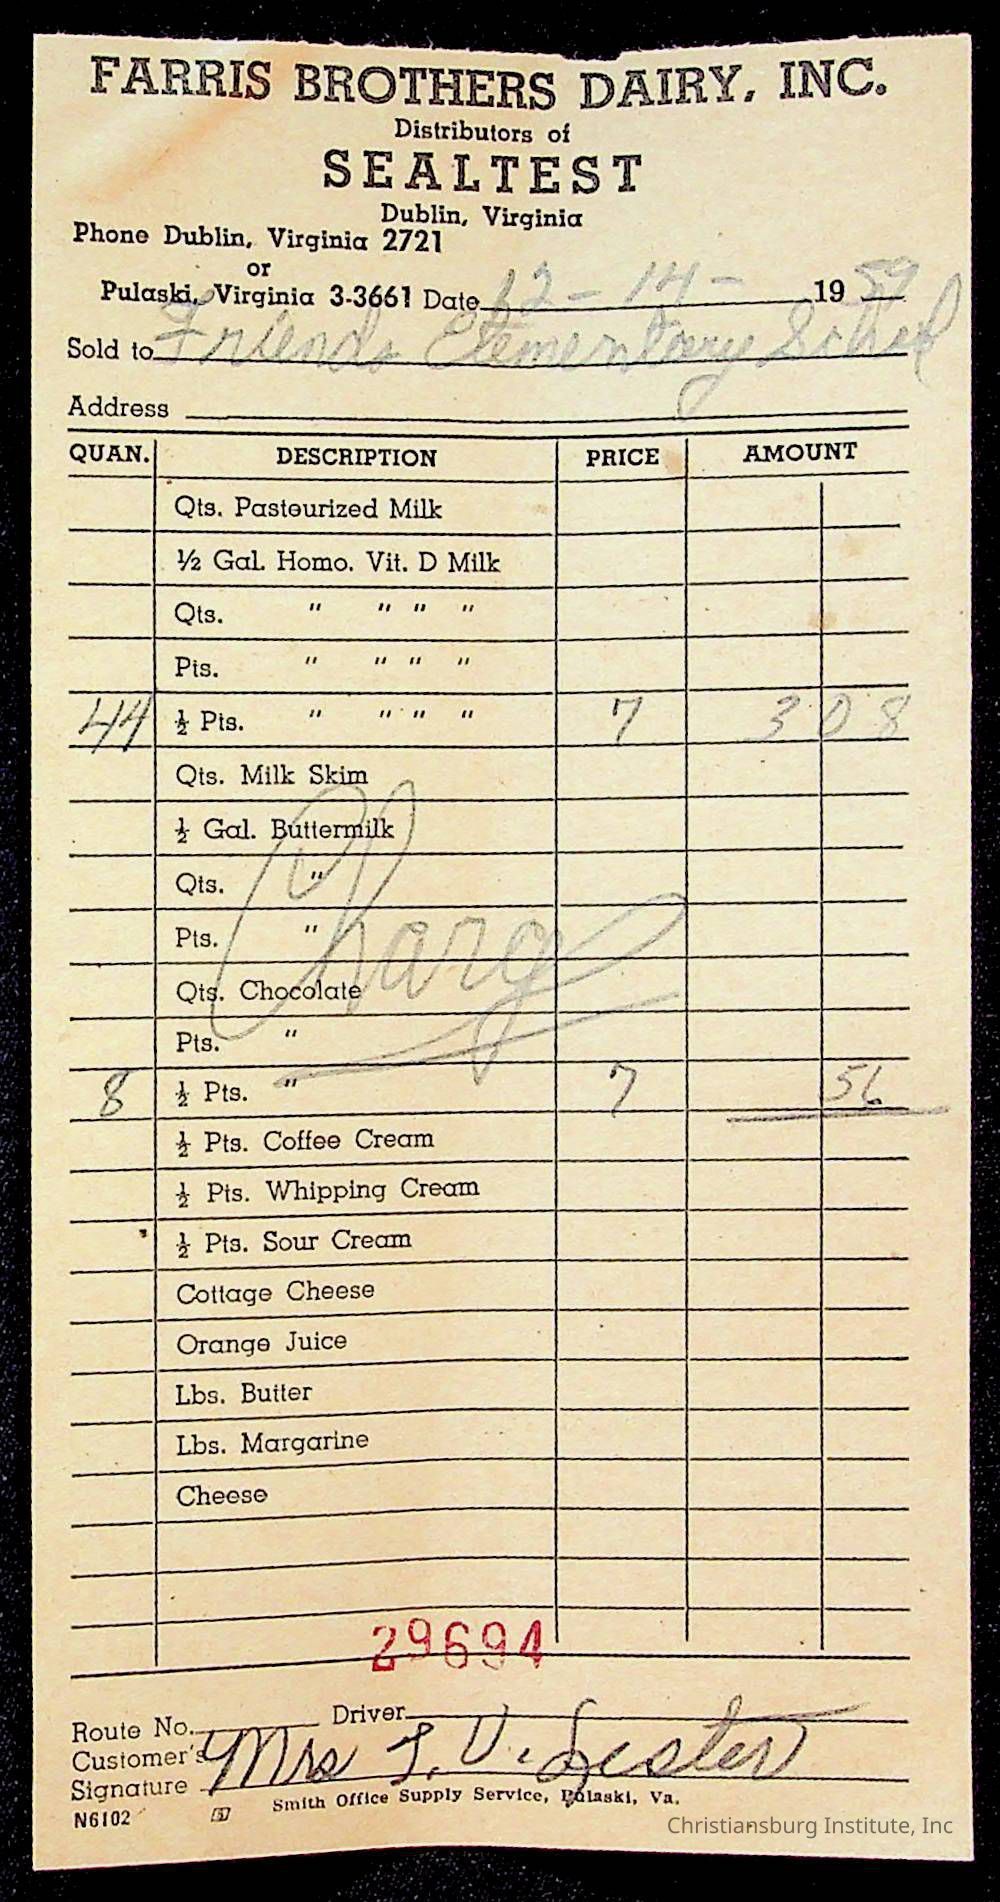 FARRIS BROTHERS DAIRY, INC.
Distributors of
SEALTEST
Dublin, Virginia
Phone Dublin, Virginia 2721
or
Pulaski, Virginia 3-3661 Date 12-14- 1959
Sold to Friends Elementary School
Address
QUAN. DESCRIPTION PRICE AMOUNT
Qts. Pasteurized Milk
½ Gal. Homo. Vit. D Milk
Qts. " " " "
Pts. " " " "
44 ½ Pts. " " " " 7 3 08
Qts. Milk Skim
½ Gal. Buttermilk
Qts. "
Pts. "
Charge
Qts. Chocolate
Pts. "
8 ½ Pts. " 7 56
½ Pts. Coffee Cream
½ Pts. Whipping Cream
½ Pts. Sour Cream
Cottage Cheese
Orange Juice
Lbs. Butter
Lbs. Margarine
Cheese
29694
Route No. Driver
Customer's
Signature Mrs L. V. Lester
N6102 Smith Office Supply Service, Pulaski, Va.
Christiansburg Institute, Inc